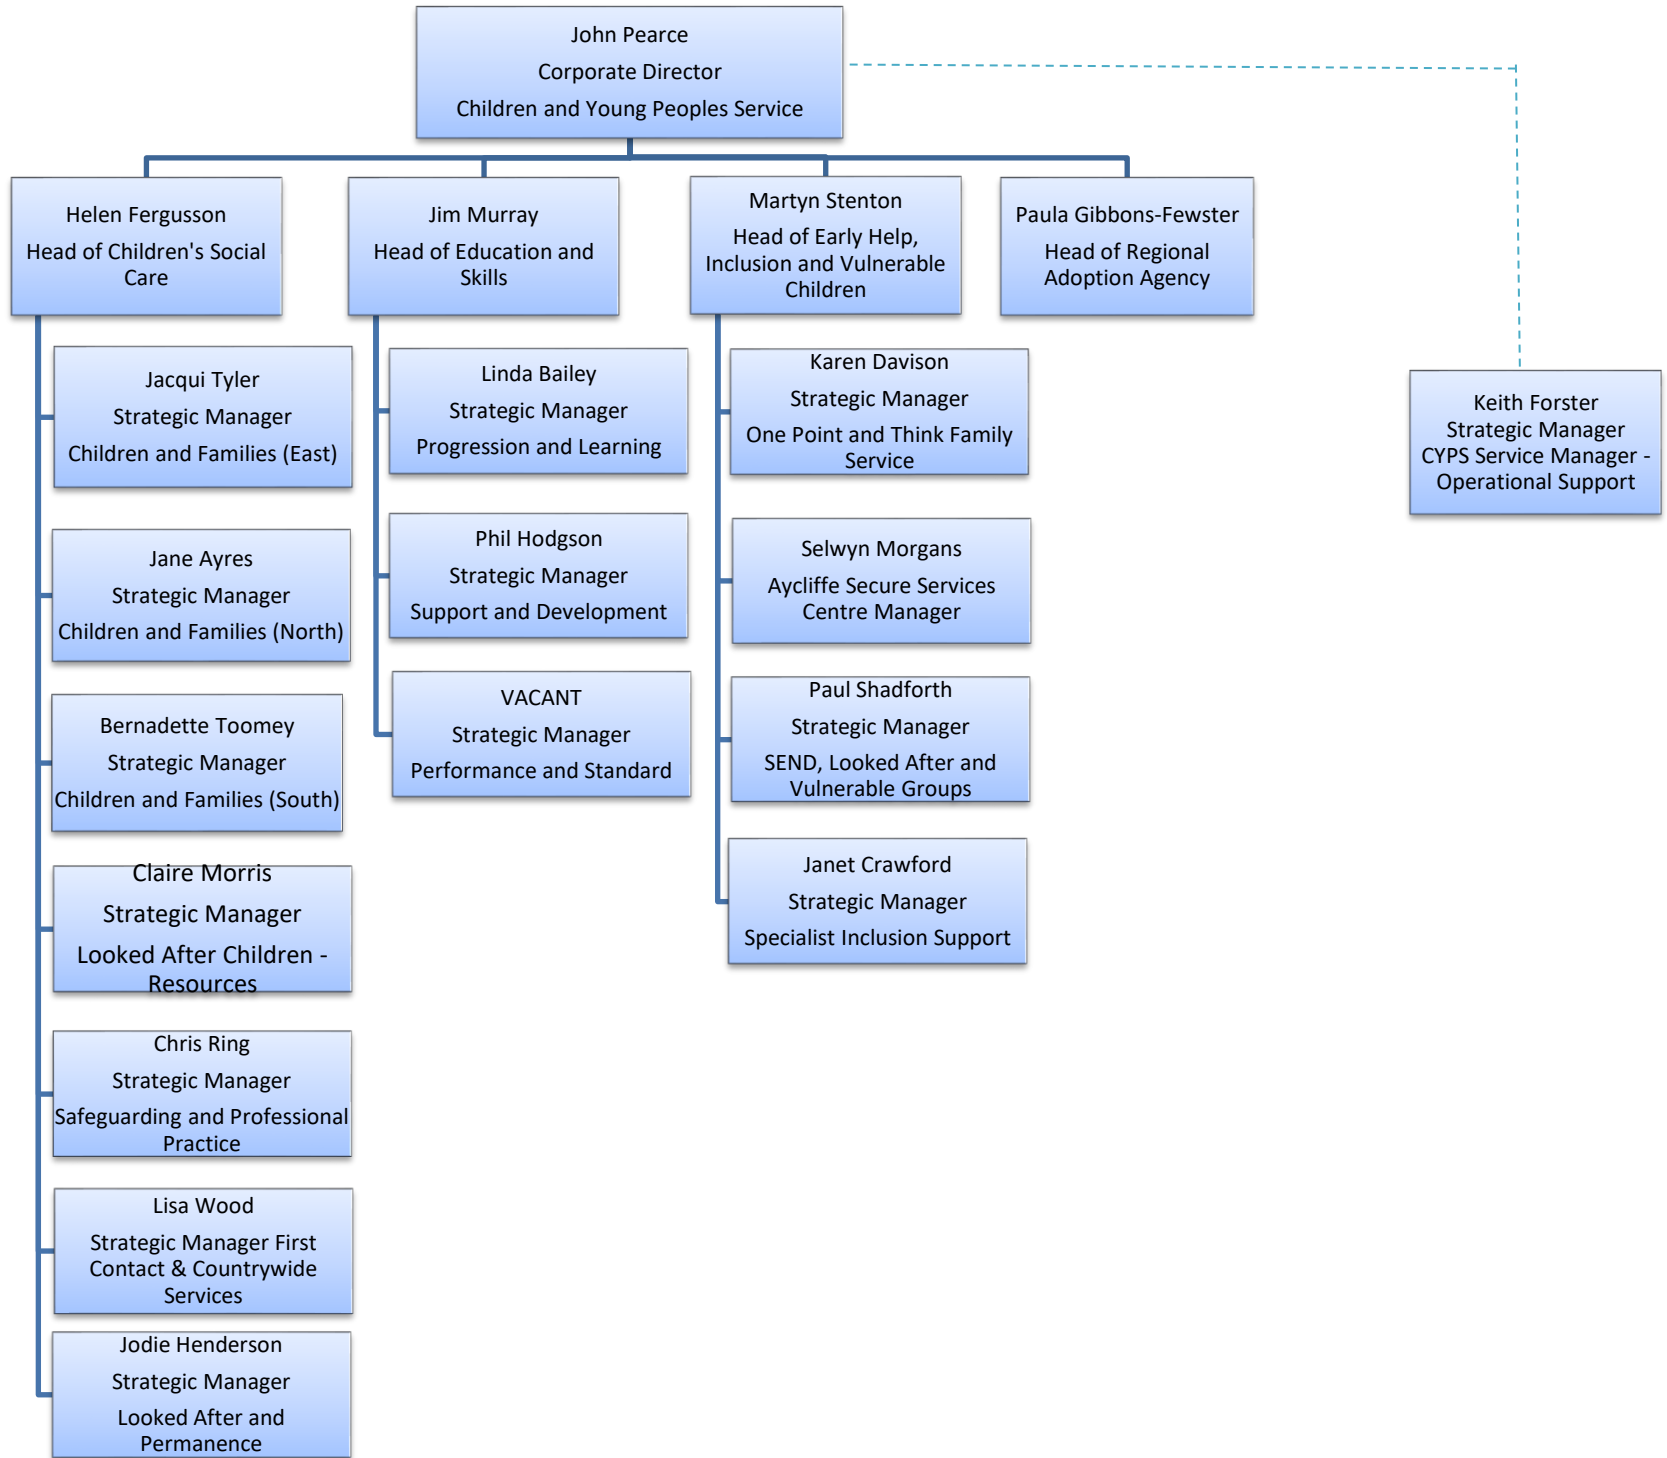 John Pearce
Corporate Director
Children and Young Peoples Service
Helen Fergusson
Head of Children's Social
Care
Jim Murray
Head of Education and
Skills
Martyn Stenton
Head of Early Help,
Inclusion and Vulnerable
Children
Paula Gibbons-Fewster
Head of Regional
Adoption Agency
Jacqui Tyler
Strategic Manager
Children and Families (East)
Jane Ayres
Strategic Manager
Children and Families (North)
Bernadette Toomey
Strategic Manager
Children and Families (South)
Claire Morris
Strategic Manager
Looked After Children -
Resources
Chris Ring
Strategic Manager
Safeguarding and Professional
Practice
Lisa Wood
Strategic Manager First
Contact & Countrywide
Services
Jodie Henderson
Strategic Manager
Looked After and
Permanence
Linda Bailey
Strategic Manager
Progression and Learning
Phil Hodgson
Strategic Manager
Support and Development
VACANT
Strategic Manager
Performance and Standard
Karen Davison
Strategic Manager
One Point and Think Family
Service
Selwyn Morgans
Aycliffe Secure Services
Centre Manager
Paul Shadforth
Strategic Manager
SEND, Looked After and
Vulnerable Groups
Janet Crawford
Strategic Manager
Specialist Inclusion Support
Keith Forster
Strategic Manager
CYPS Service Manager -
Operational Support